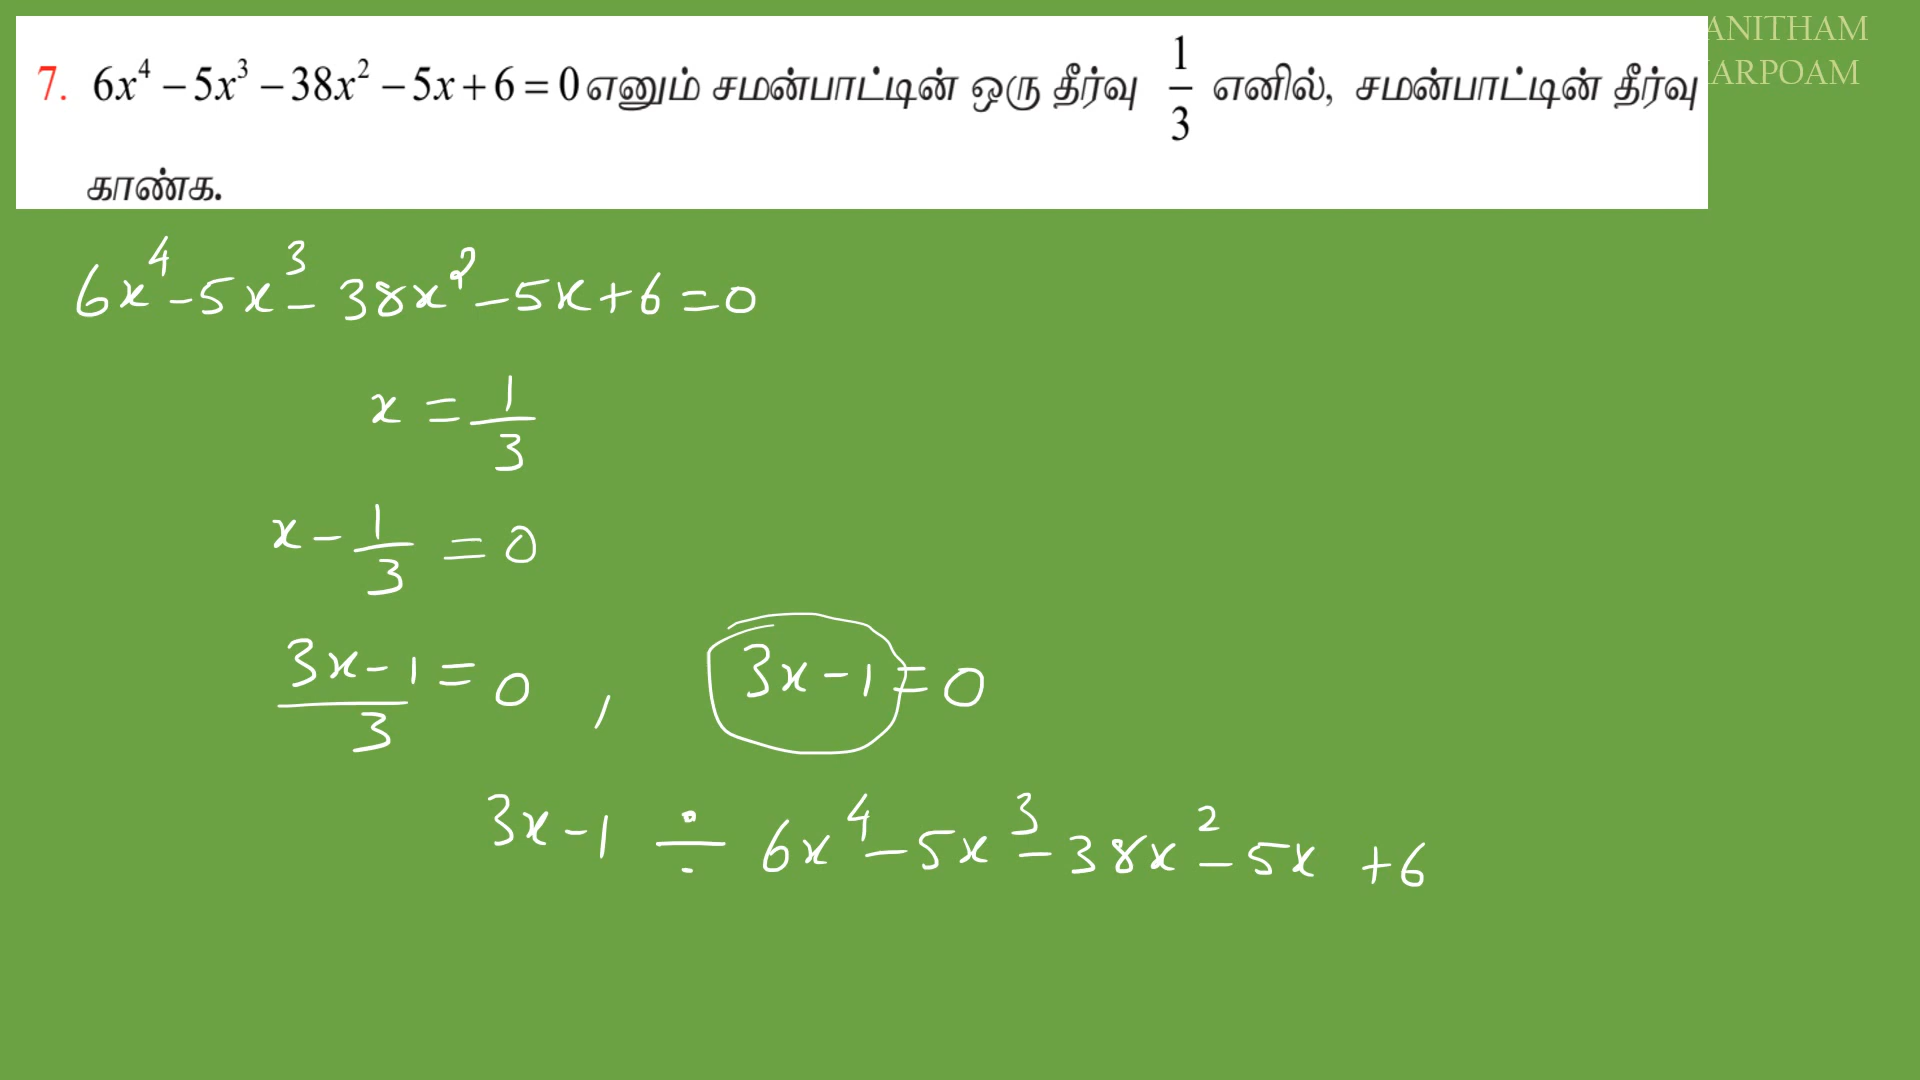 7. 6x⁴ − 5x³ − 38x² − 5x + 6 = 0 எனும் சமன்பாட்டின் ஒரு தீர்வு 1/3 எனில், சமன்பாட்டின் தீர்வு
காண்க.
ANITHAM
ARPOAM
6x⁴ − 5x³ − 38x² − 5x + 6 = 0
x = 1/3
x − 1/3 = 0
(3x − 1)/3 = 0 , 3x − 1 = 0
3x − 1 ÷ 6x⁴ − 5x³ − 38x² − 5x + 6